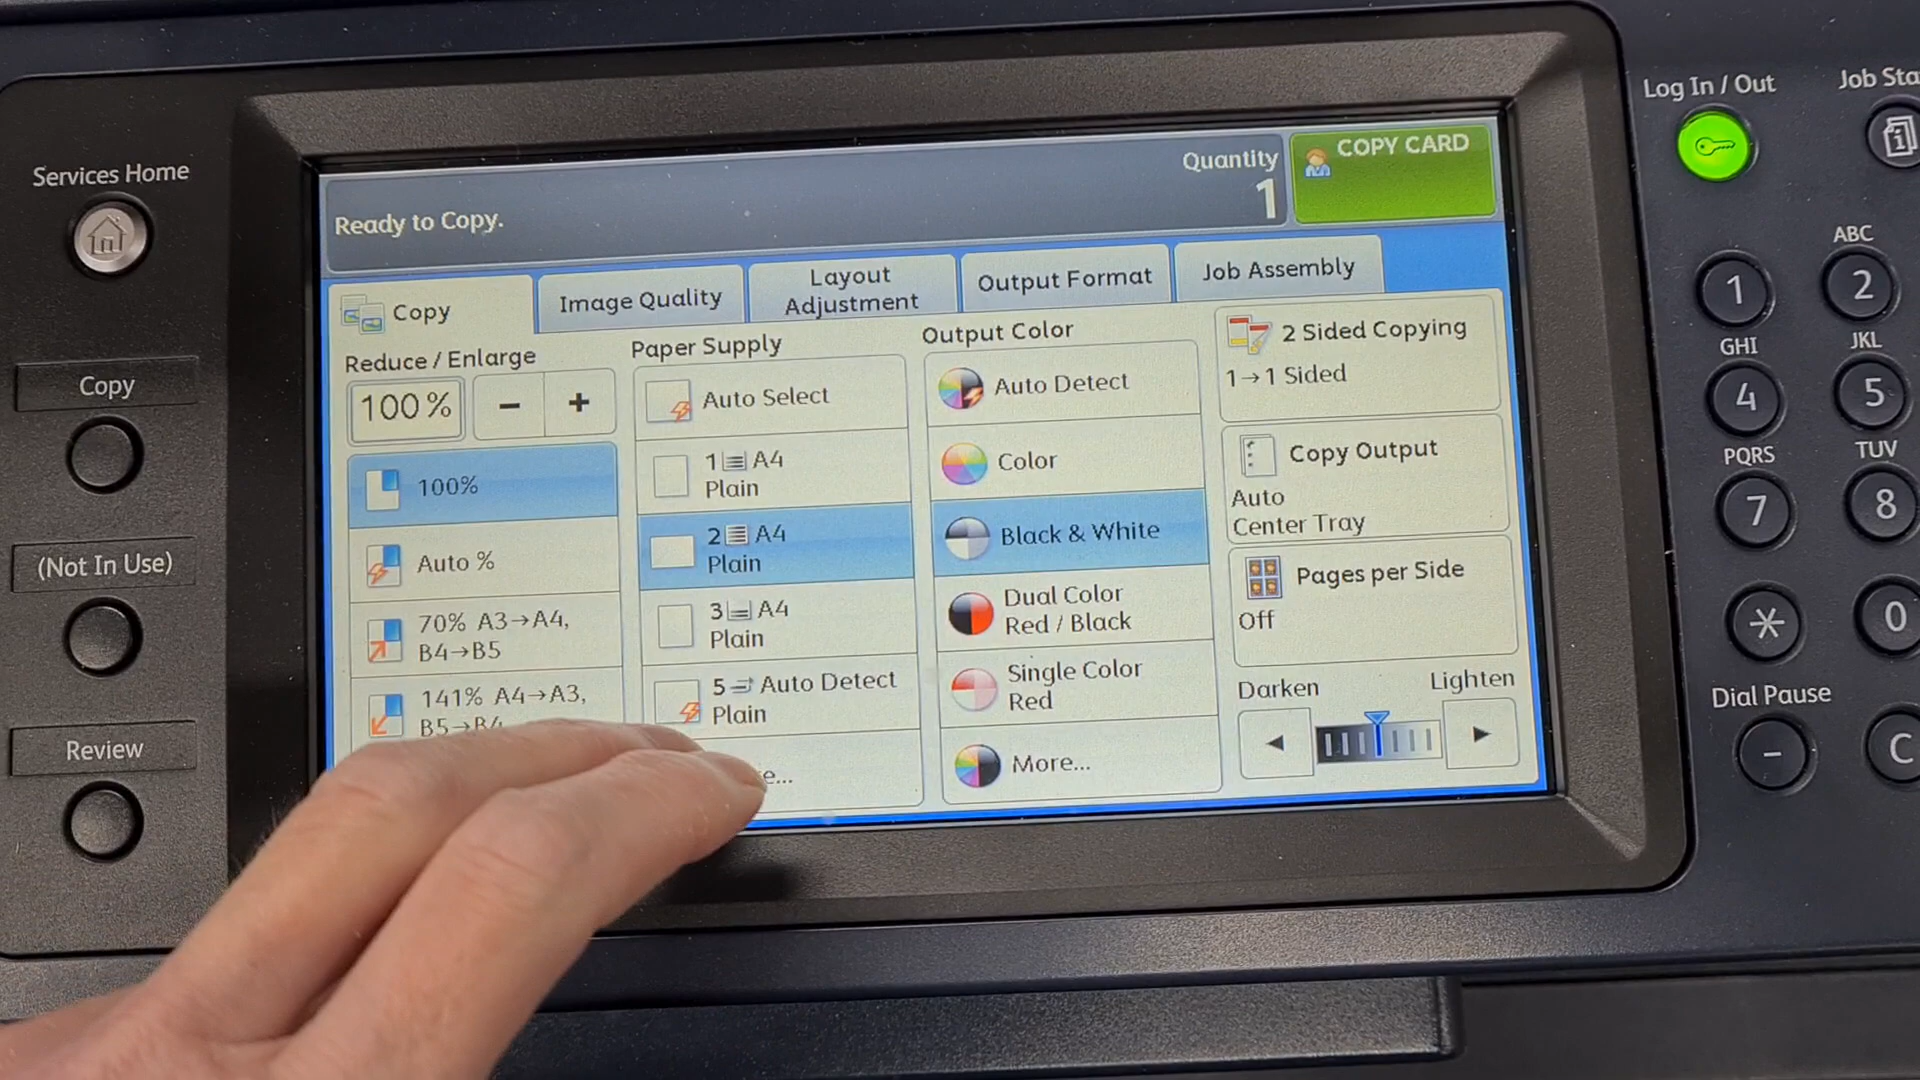 Services Home
Copy
(Not In Use)
Review
Ready to Copy.
Quantity
1
COPY CARD
Copy
Image Quality
Layout
Adjustment
Output Format
Job Assembly
Reduce / Enlarge
100%
−
+
100%
Auto %
70% A3→A4,
B4→B5
141% A4→A3,
B5→B4
Paper Supply
Auto Select
1 A4
Plain
2 A4
Plain
3 A4
Plain
5 Auto Detect
Plain
Output Color
Auto Detect
Color
Black & White
Dual Color
Red / Black
Single Color
Red
More...
2 Sided Copying
1→1 Sided
Copy Output
Auto
Center Tray
Pages per Side
Off
Darken
Lighten
Log In / Out
Job
ABC
1
2
GHI
JKL
4
5
PQRS
TUV
7
8
*
0
Dial Pause
-
C